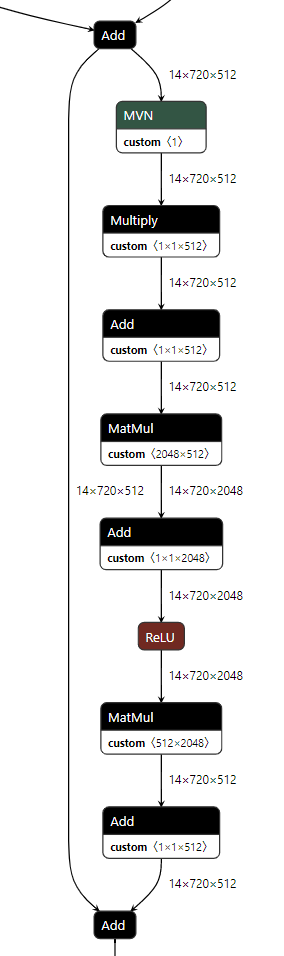 Add
14×720×512
MVN
custom 〈1〉
14×720×512
Multiply
custom 〈1×1×512〉
14×720×512
Add
custom 〈1×1×512〉
14×720×512
MatMul
custom 〈2048×512〉
14×720×512 14×720×2048
Add
custom 〈1×1×2048〉
14×720×2048
ReLU
14×720×2048
MatMul
custom 〈512×2048〉
14×720×512
Add
custom 〈1×1×512〉
14×720×512
Add